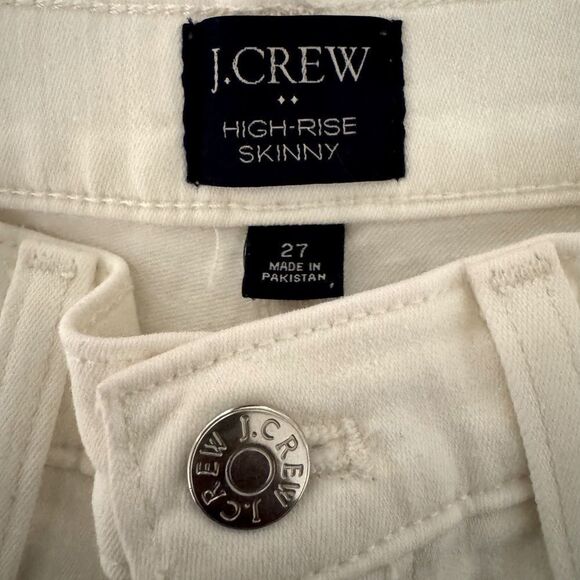 J.CREW
HIGH-RISE
SKINNY
27
MADE IN
PAKISTAN
J.CREW J.CREW